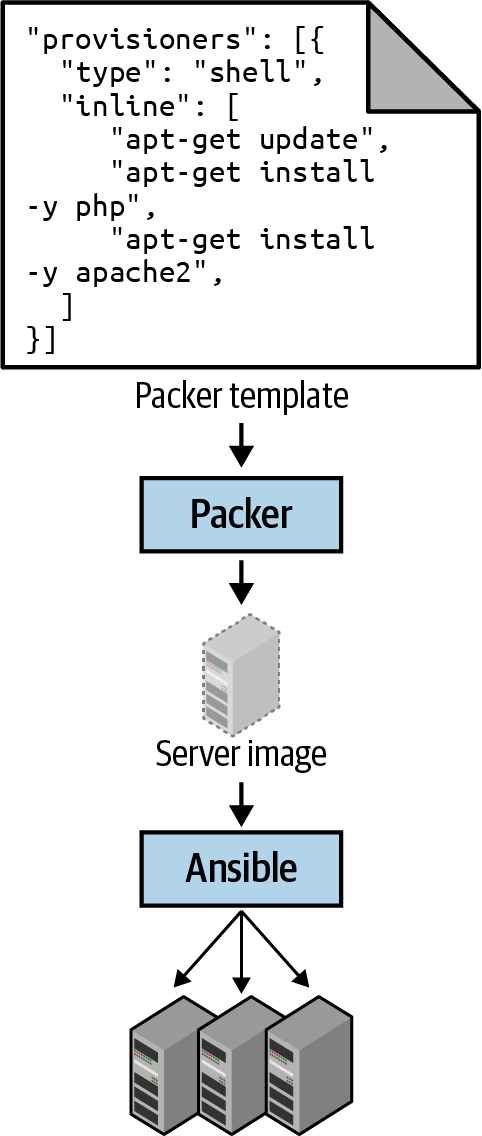 "provisioners": [{
  "type": "shell",
  "inline": [
     "apt-get update",
     "apt-get install
-y php",
     "apt-get install
-y apache2",
  ]
}]
Packer template
Packer
Server image
Ansible